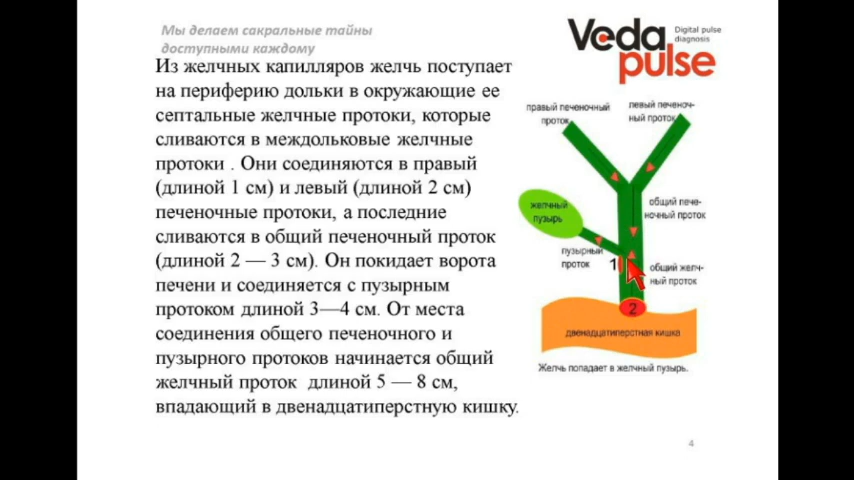 Мы делаем сакральные тайны
доступными каждому
Veda
pulse
Digital pulse
diagnosis
Из желчных капилляров желчь поступает
на периферию дольки в окружающие ее
септальные желчные протоки, которые
сливаются в междольковые желчные
протоки . Они соединяются в правый
(длиной 1 см) и левый (длиной 2 см)
печеночные протоки, а последние
сливаются в общий печеночный проток
(длиной 2 — 3 см). Он покидает ворота
печени и соединяется с пузырным
протоком длиной 3—4 см. От места
соединения общего печеночного и
пузырного протоков начинается общий
желчный проток длиной 5 — 8 см,
впадающий в двенадцатиперстную кишку.
правый печеночный
проток
левый печеноч-
ный проток
желчный
пузырь
общий пече-
ночный проток
пузырный
проток
1
общий желч-
ный проток
2
двенадцатиперстная кишка
Желчь попадает в желчный пузырь.
4